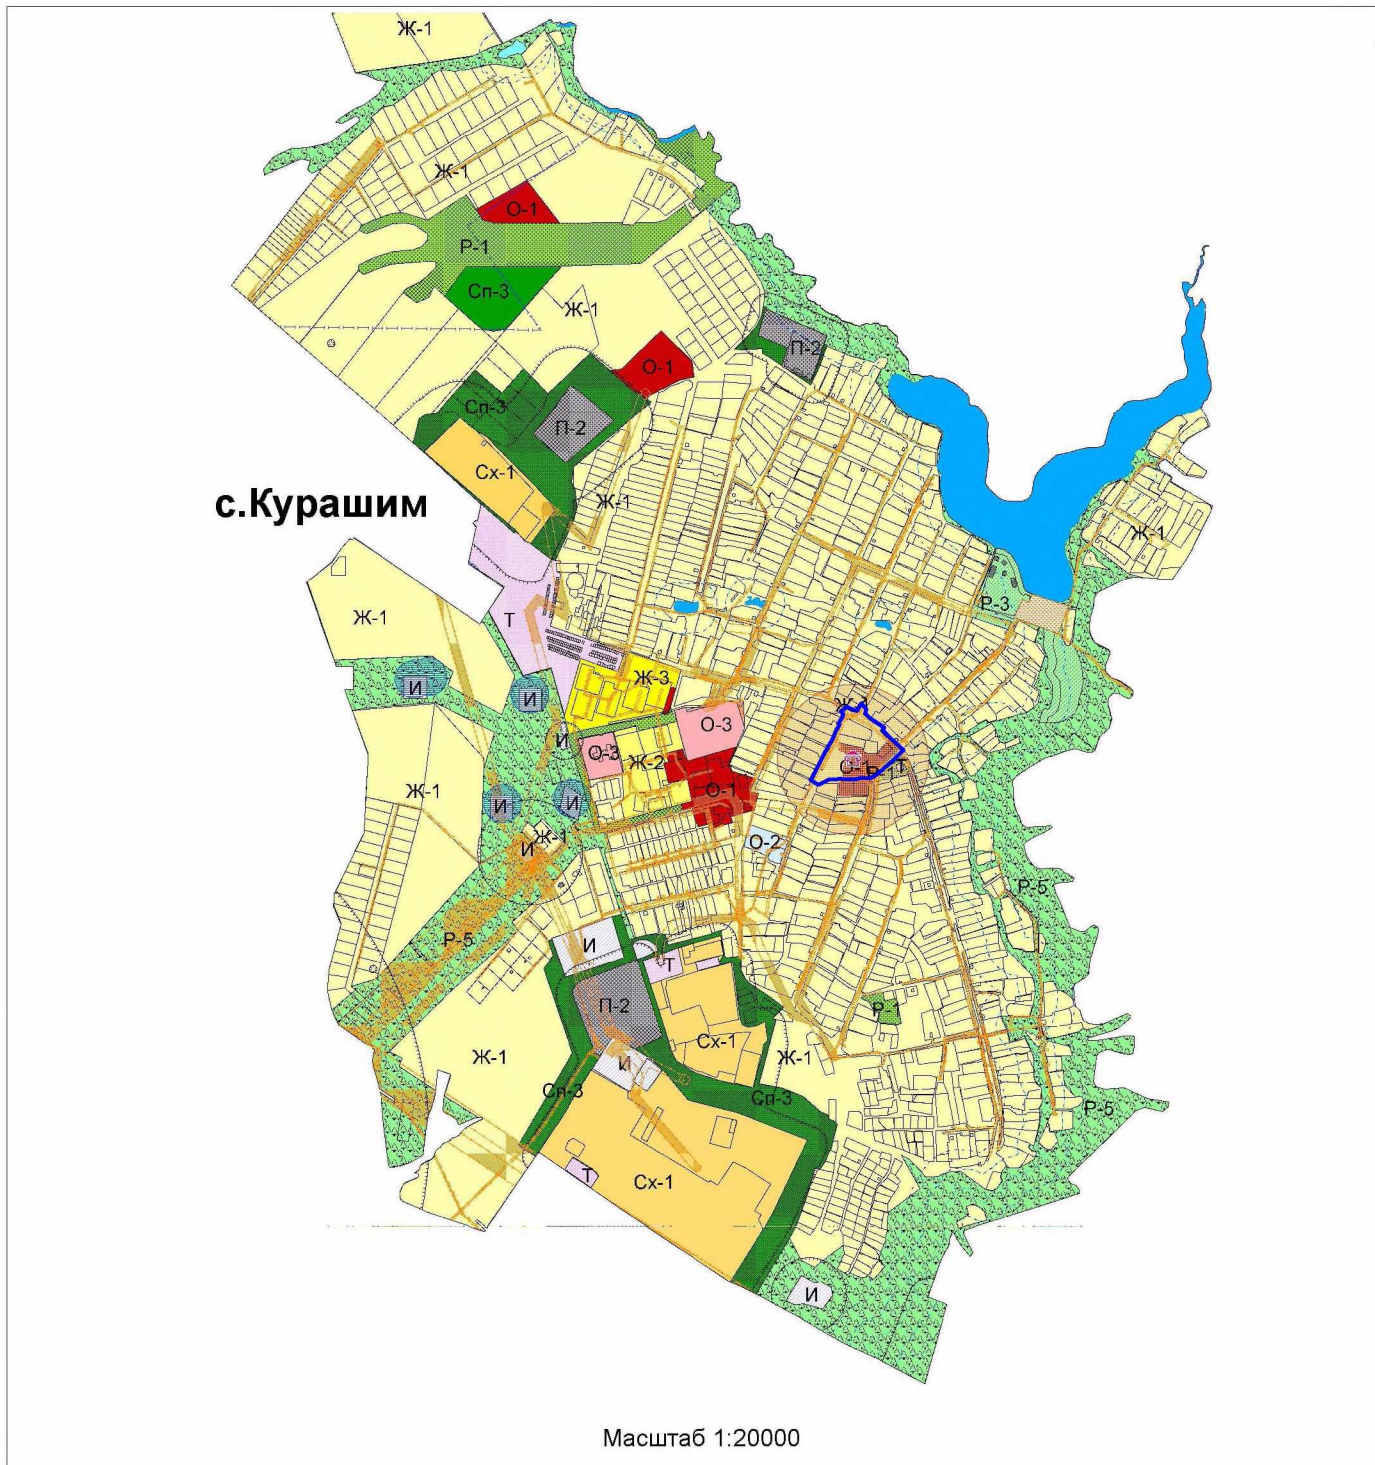 Ж-1
Ж-1
О-1
Р-1
Сп-3
Ж-1
П-2
О-1
Сп-3
П-2
Сх-1
с.Курашим
Ж-1
Ж-1
Р-3
Ж-1
Т
И
Ж-3
И
Ж-1
О-3
И
О-3
Ж-2
С-1
Р-1
Т
Ж-1
О-1
И
И
Ж-1
О-2
И
Р-5
Р-5
И
Т
П-2
Р-1
Сх-1
Ж-1
Ж-1
И
Сп-3
Сп-3
Р-5
Т
Сх-1
И
Масштаб 1:20000